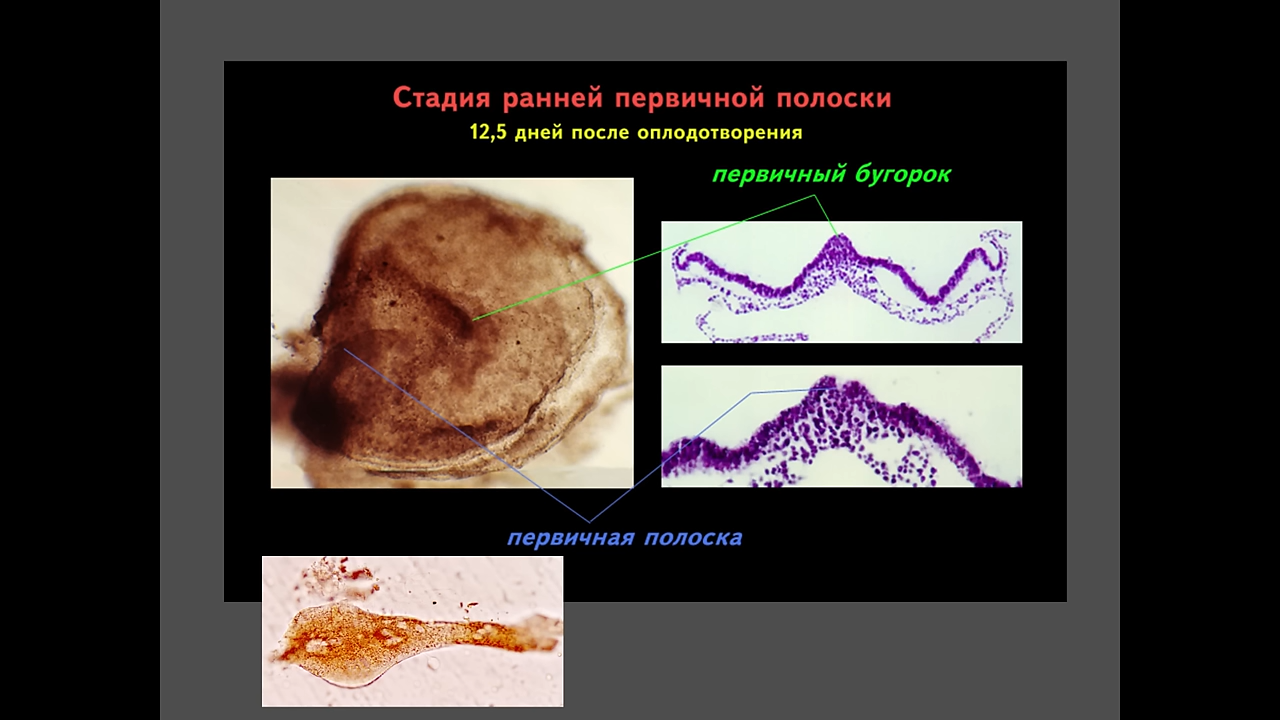 Стадия ранней первичной полоски
12,5 дней после оплодотворения
первичный бугорок
первичная полоска